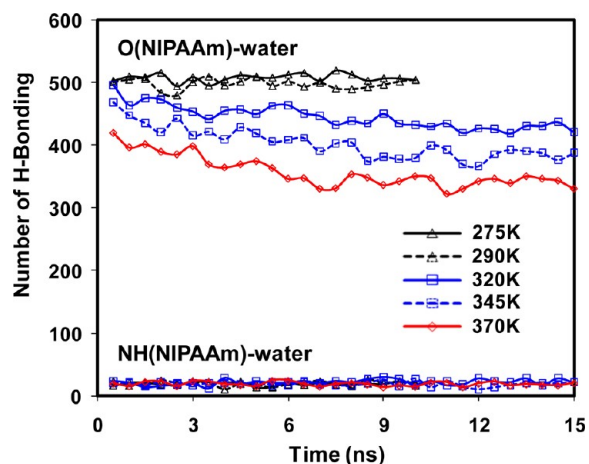 600
O(NIPAAm)-water
500
400
300
200
100
0
Number of H-Bonding
275K
290K
320K
345K
370K
NH(NIPAAm)-water
0
3
6
9
12
15
Time (ns)